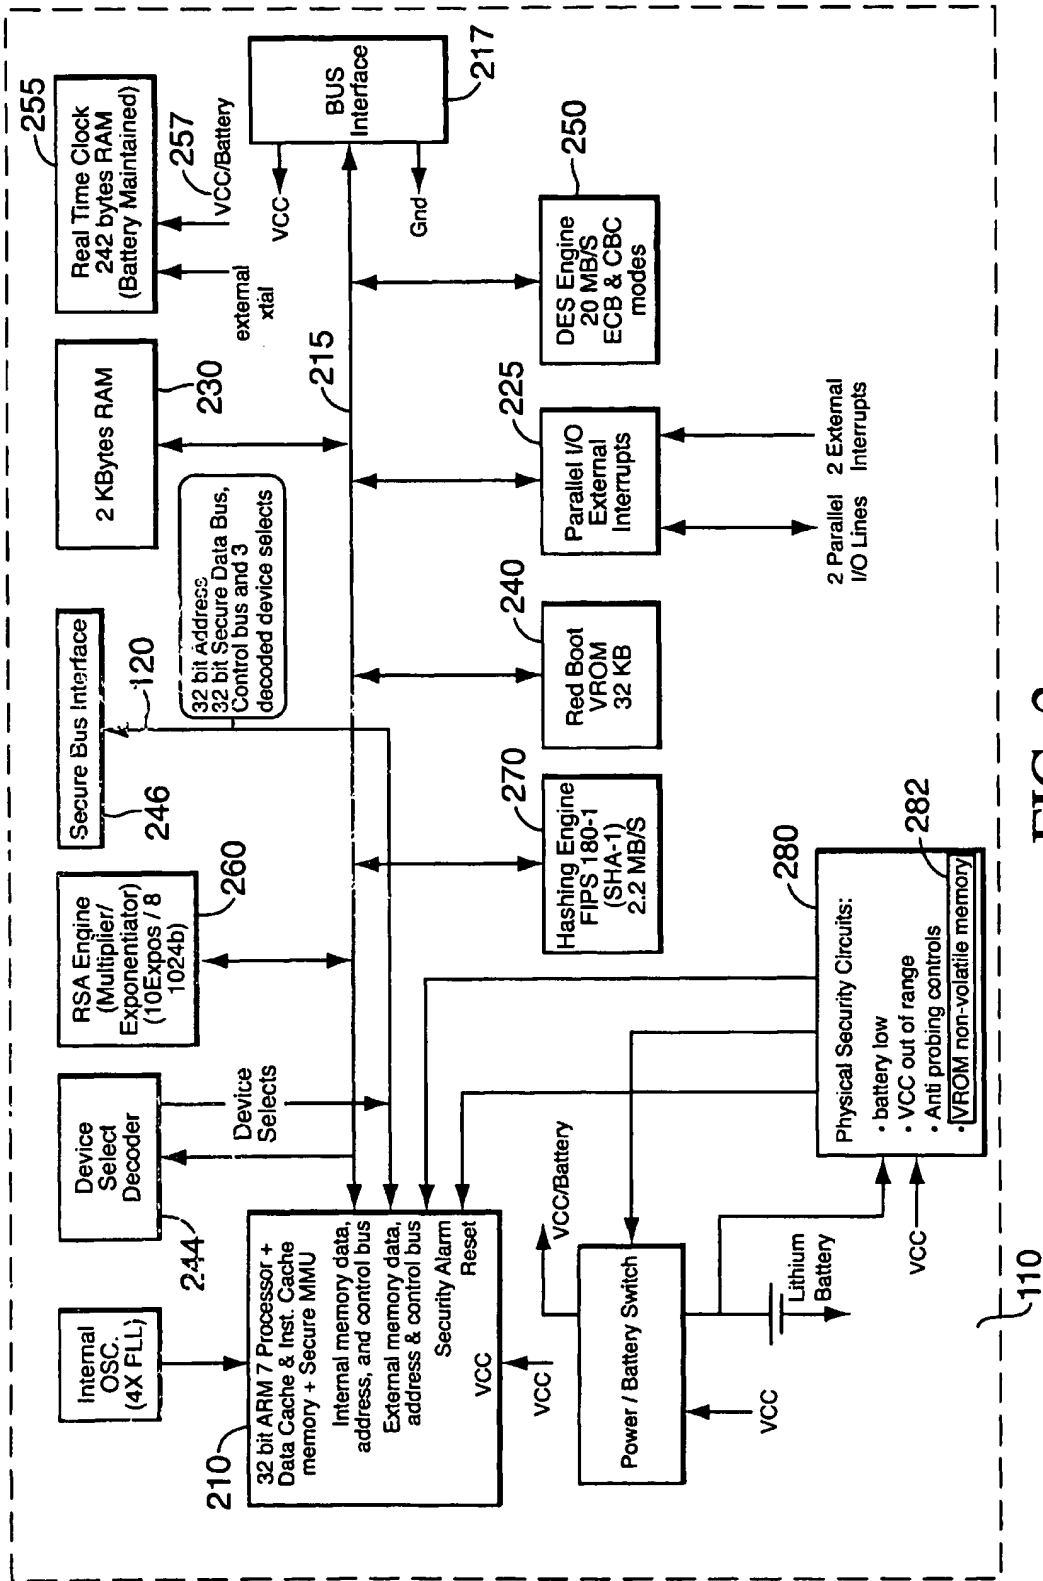 Internal
OSC.
(4X PLL)
Device
Select
Decoder
244
RSA Engine
(Multiplier/
Exponentiator)
(10Expos / 8
1024b)
260
Secure Bus Interface
246
120
2 KBytes RAM
230
Real Time Clock
242 bytes RAM
(Battery Maintained)
255
257
VCC/Battery
external
xtal
Device
Selects
32 bit Address
32 bit Secure Data Bus,
Control bus and 3
decoded device selects
215
BUS
Interface
217
VCC
Gnd
210
32 bit ARM 7 Processor +
Data Cache & Inst. Cache
memory + Secure MMU
Internal memory data,
address, and control bus
External memory data,
address & control bus
Security Alarm
Reset
VCC
VCC
Hashing Engine
FIPS 180-1
(SHA-1)
2.2 MB/S
270
Red Boot
VROM
32 KB
240
Parallel I/O
External
Interrupts
225
DES Engine
20 MB/S
ECB & CBC
modes
250
2 Parallel
I/O Lines
2 External
Interrupts
VCC/Battery
Power / Battery Switch
VCC
Lithium
Battery
VCC
Physical Security Circuits:
• battery low
• VCC out of range
• Anti probing controls
• VROM non-volatile memory
280
282
110